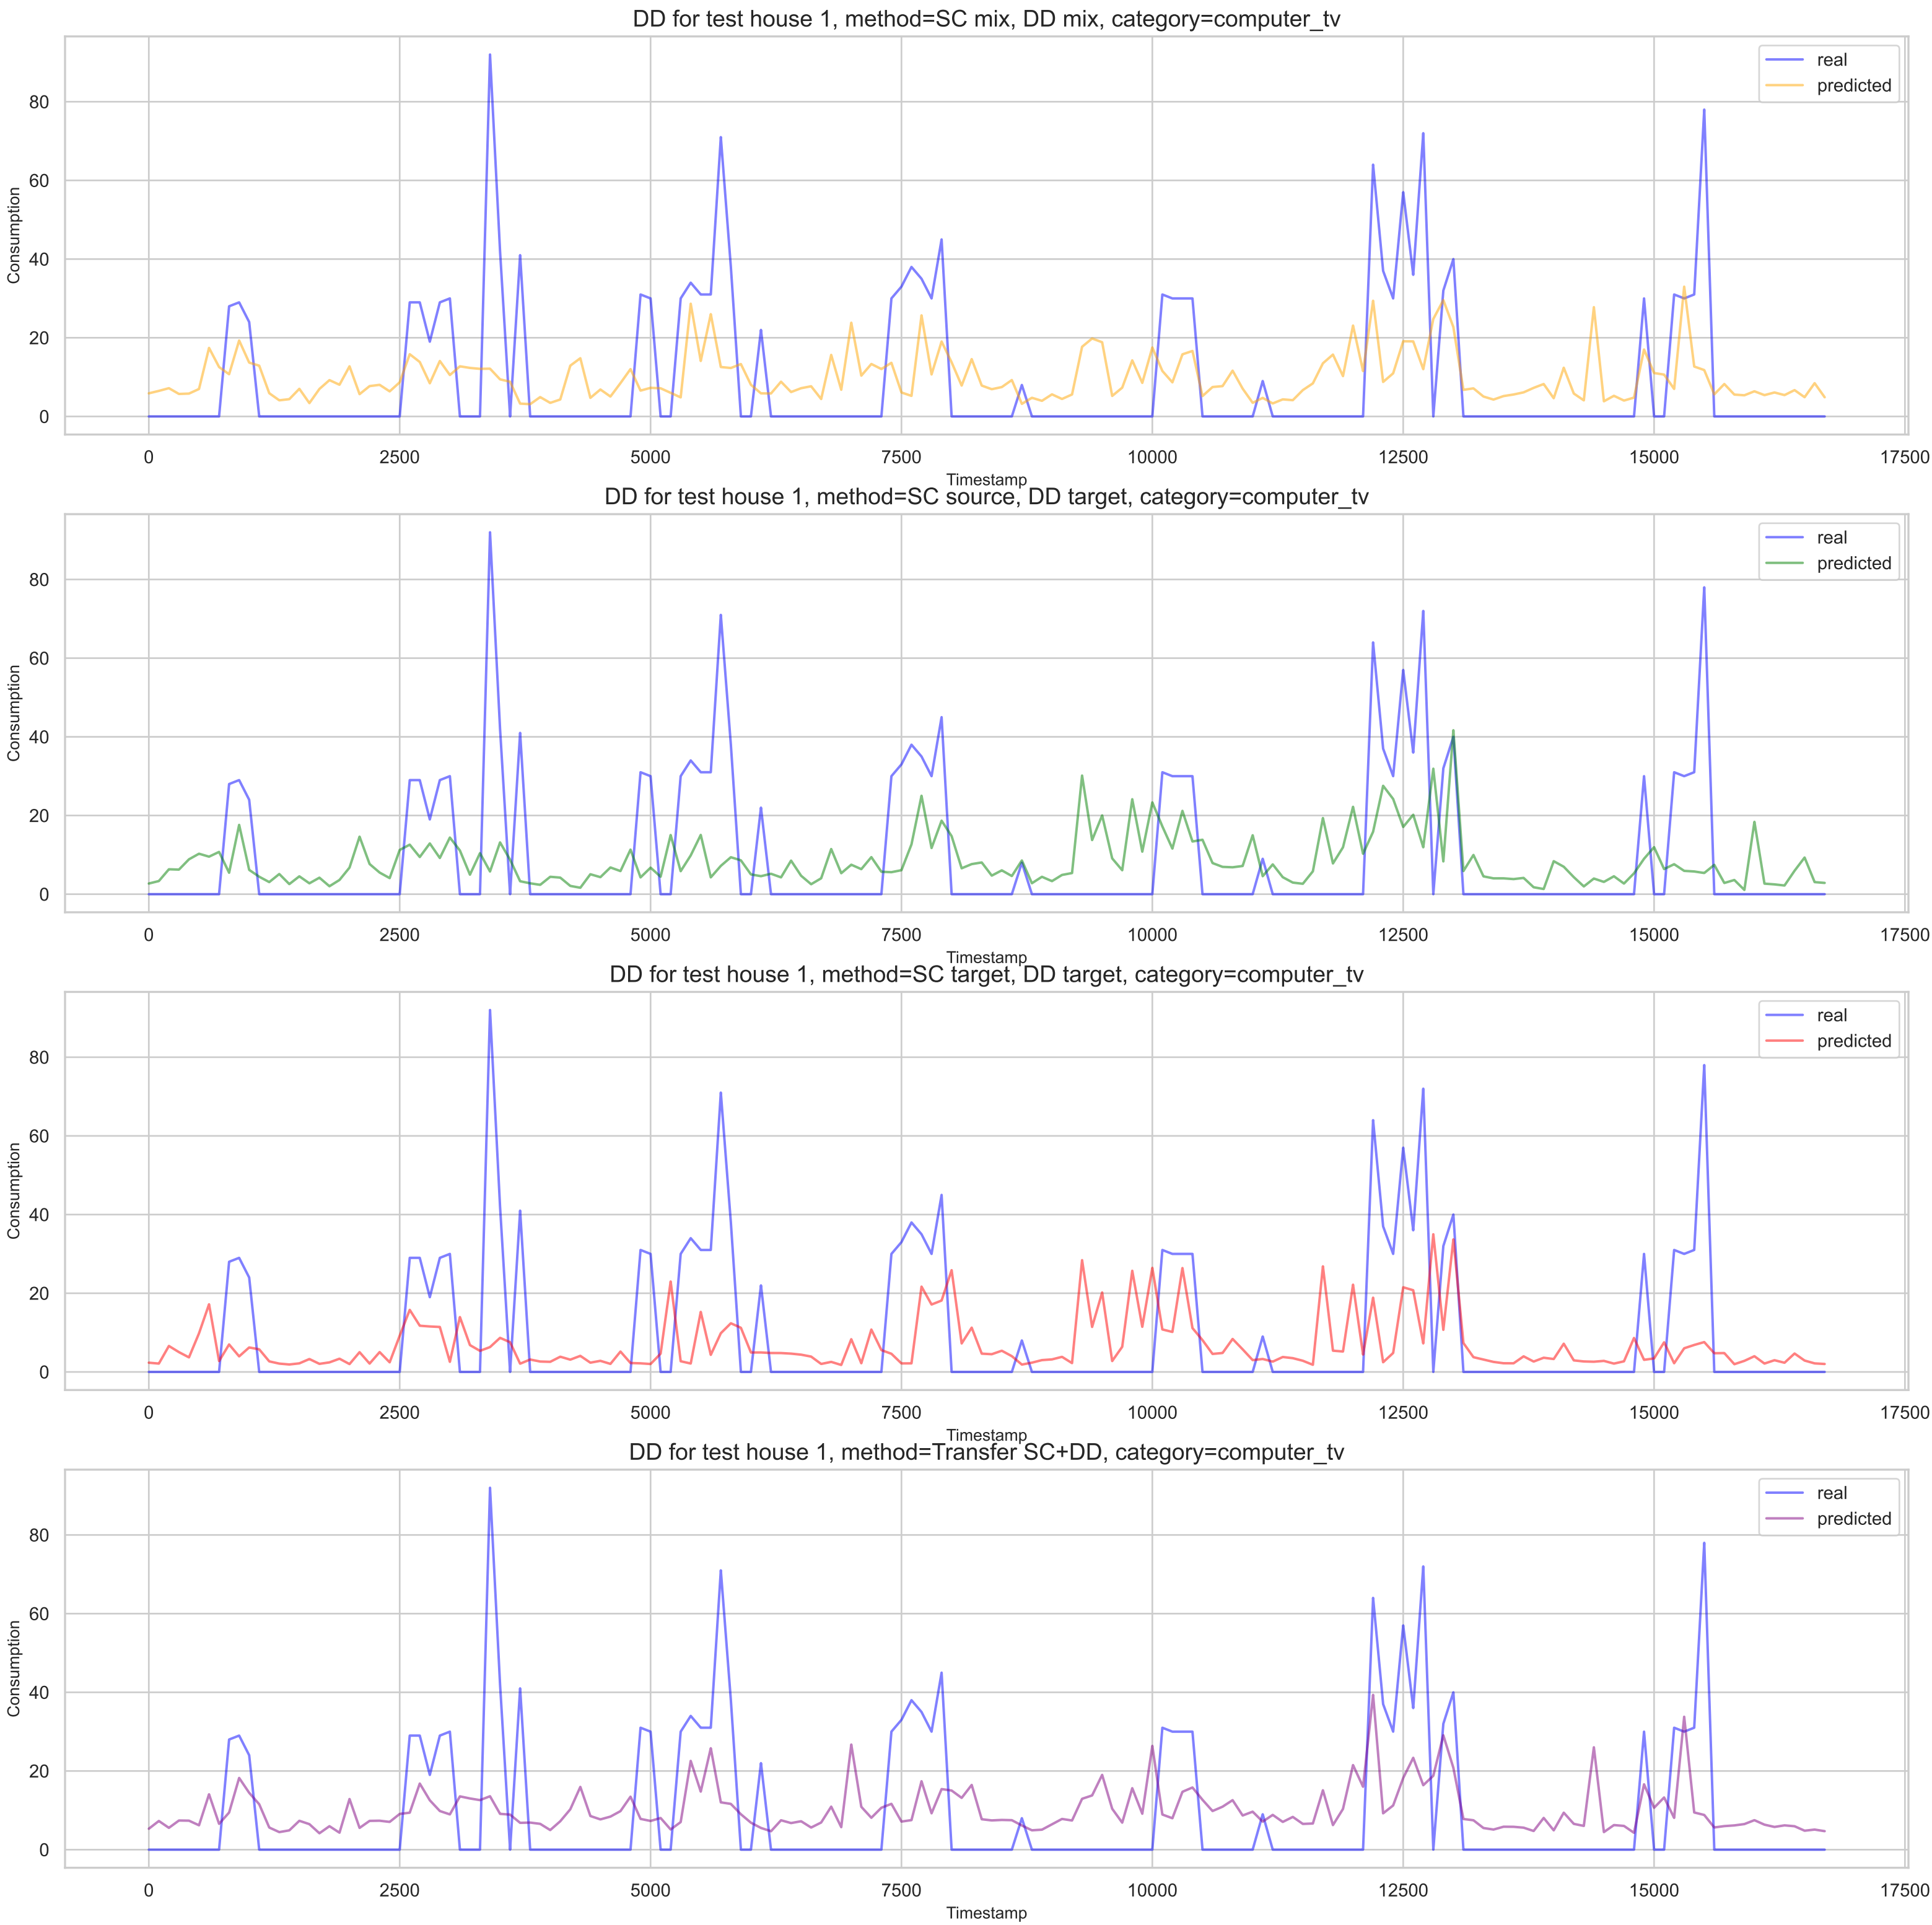 DD for test house 1, method=SC mix, DD mix, category=computer_tv
real
predicted
80
60
40
20
0
Consumption
0 2500 5000 7500 10000 12500 15000 17500
Timestamp
DD for test house 1, method=SC source, DD target, category=computer_tv
real
predicted
80
60
40
20
0
Consumption
0 2500 5000 7500 10000 12500 15000 17500
Timestamp
DD for test house 1, method=SC target, DD target, category=computer_tv
real
predicted
80
60
40
20
0
Consumption
0 2500 5000 7500 10000 12500 15000 17500
Timestamp
DD for test house 1, method=Transfer SC+DD, category=computer_tv
real
predicted
80
60
40
20
0
Consumption
0 2500 5000 7500 10000 12500 15000 17500
Timestamp